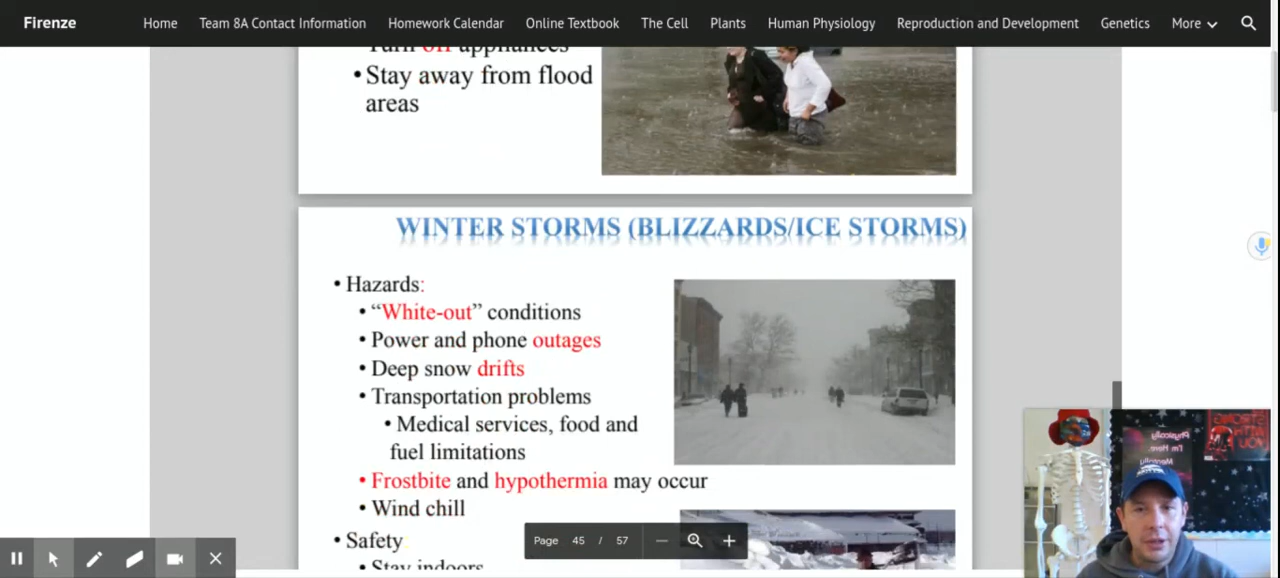 Firenze
Home
Team 8A Contact Information
Homework Calendar
Online Textbook
The Cell
Plants
Human Physiology
Reproduction and Development
Genetics
More
Turn off appliances
• Stay away from flood
areas
WINTER STORMS (BLIZZARDS/ICE STORMS)
• Hazards:
• “White-out” conditions
• Power and phone outages
• Deep snow drifts
• Transportation problems
• Medical services, food and
fuel limitations
• Frostbite and hypothermia may occur
• Wind chill
• Safety
• Stay indoors
Page 45 / 57
Physically
I'm Here
Mentally